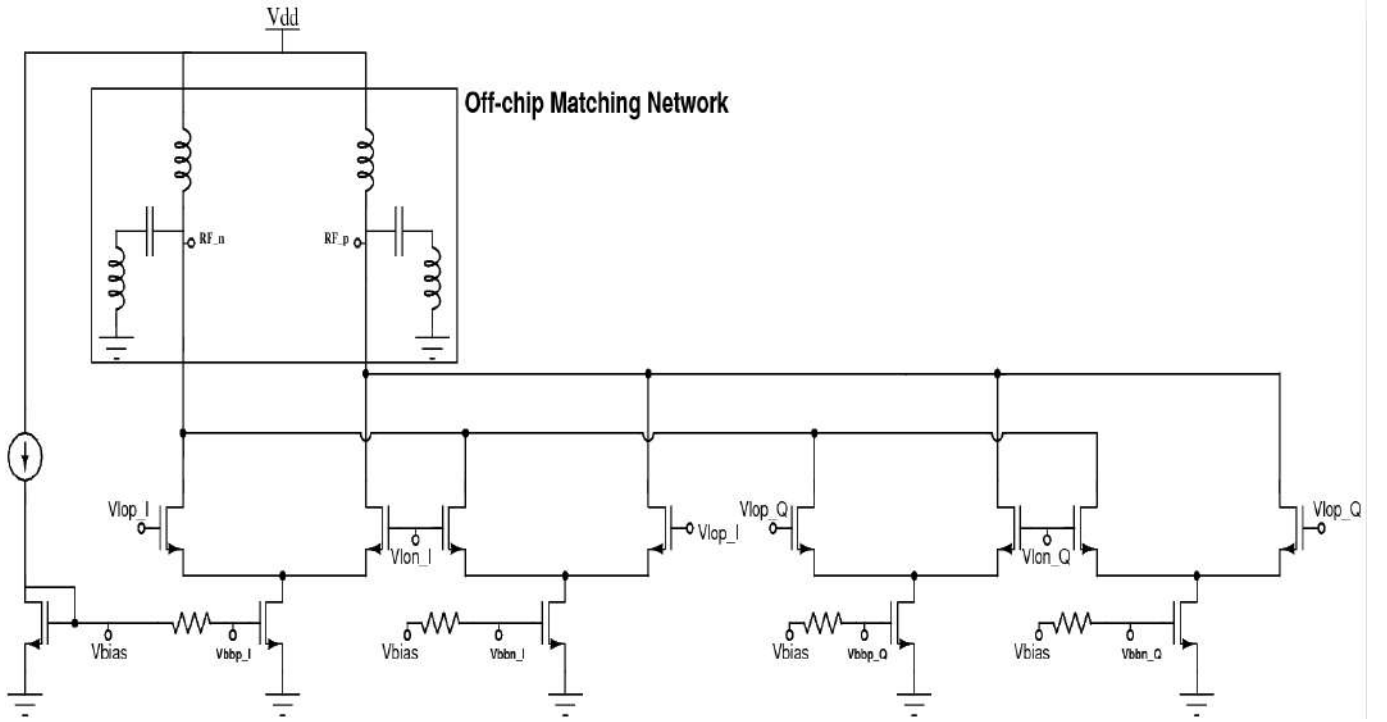 Vdd
Off-chip Matching Network
RF_n
RF_p
Vlop_I
Vlon_I
Vlop_I
Vlop_Q
Vlon_Q
Vlop_Q
Vbias
Vbbp_I
Vbias
Vbbn_I
Vbias
Vbbp_Q
Vbias
Vbbn_Q